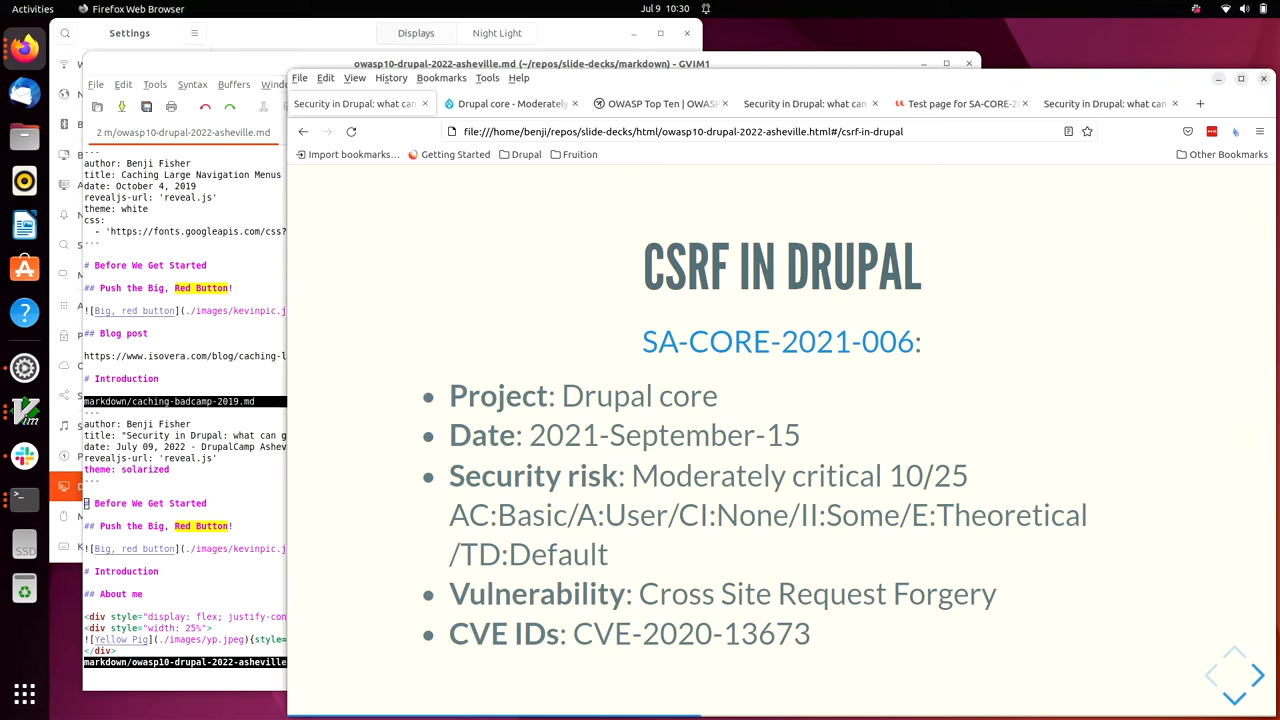 Activities
Firefox Web Browser
Jul 9 10:30
Settings
Displays
Night Light
owasp10-drupal-2022-asheville.md (~/repos/slide-decks/markdown) - GVIM1
File Edit Tools Syntax Buffers
2 m/owasp10-drupal-2022-asheville.md
---
author: Benji Fisher
title: Caching Large Navigation Menus
date: October 4, 2019
revealjs-url: 'reveal.js'
theme: white
css:
- 'https://fonts.googleapis.com/css?
---
# Before We Get Started
## Push the Big, Red Button!
![Big, red button](./images/kevinpic.j
## Blog post
https://www.isovera.com/blog/caching-l
# Introduction
markdown/caching-badcamp-2019.md
---
author: Benji Fisher
title: "Security in Drupal: what can g
date: July 09, 2022 - DrupalCamp Ashev
revealjs-url: 'reveal.js'
theme: solarized
---
# Before We Get Started
## Push the Big, Red Button!
![Big, red button](./images/kevinpic.j
# Introduction
## About me
<div style="display: flex; justify-con
<div style="width: 25%">
![Yellow Pig](./images/yp.jpeg){style=
</div>
markdown/owasp10-drupal-2022-asheville
File Edit View History Bookmarks Tools Help
Security in Drupal: what can
Drupal core - Moderately
OWASP Top Ten | OWAS
Security in Drupal: what can
Test page for SA-CORE-2
Security in Drupal: what can
file:///home/benji/repos/slide-decks/html/owasp10-drupal-2022-asheville.html#/csrf-in-drupal
Import bookmarks…
Getting Started
Drupal
Fruition
Other Bookmarks
CSRF IN DRUPAL
SA-CORE-2021-006:
• Project: Drupal core
• Date: 2021-September-15
• Security risk: Moderately critical 10/25
AC:Basic/A:User/CI:None/II:Some/E:Theoretical
/TD:Default
• Vulnerability: Cross Site Request Forgery
• CVE IDs: CVE-2020-13673
SSD